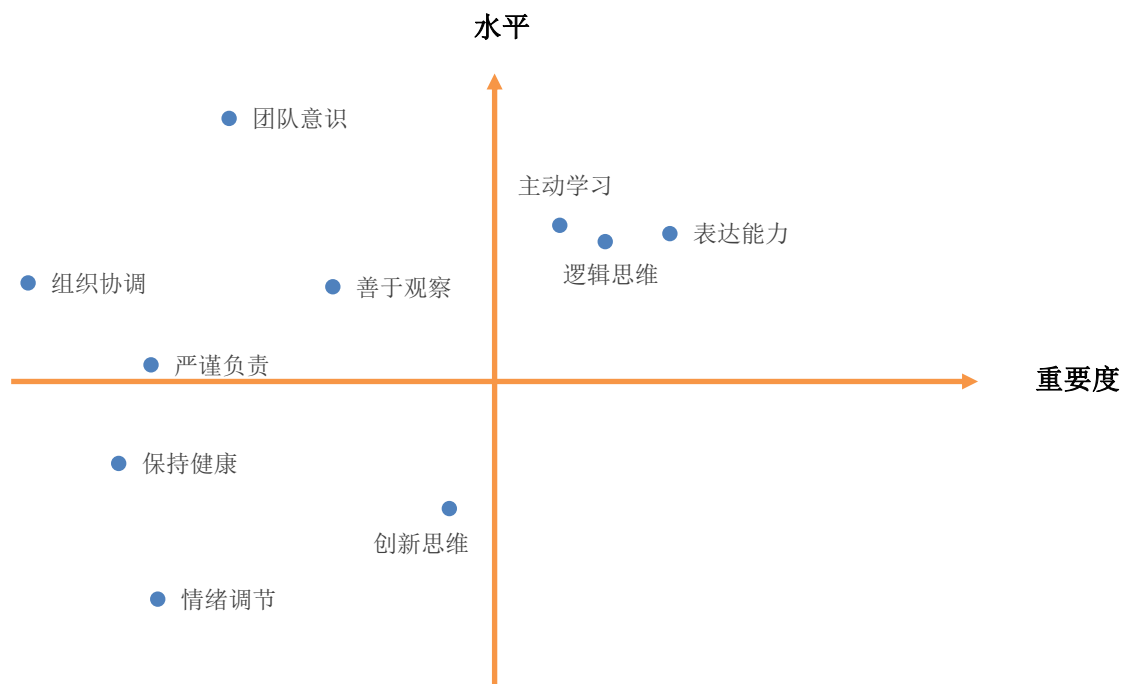 水平
团队意识
主动学习
表达能力
逻辑思维
组织协调
善于观察
严谨负责
重要度
保持健康
创新思维
情绪调节